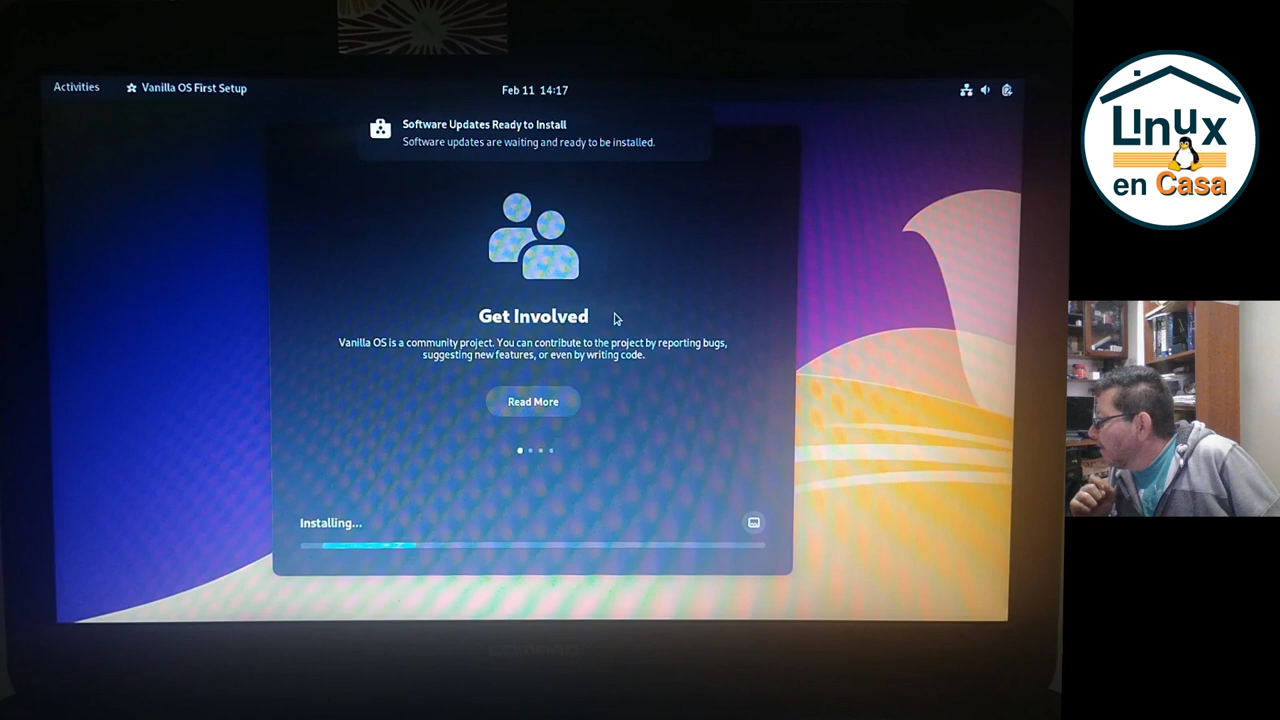 Activities
Vanilla OS First Setup
Feb 11 14:17
Software Updates Ready to Install
Software updates are waiting and ready to be installed.
Get Involved
Vanilla OS is a community project. You can contribute to the project by reporting bugs,
suggesting new features, or even by writing code.
Read More
Installing...
COMPAQ
Linux
en Casa